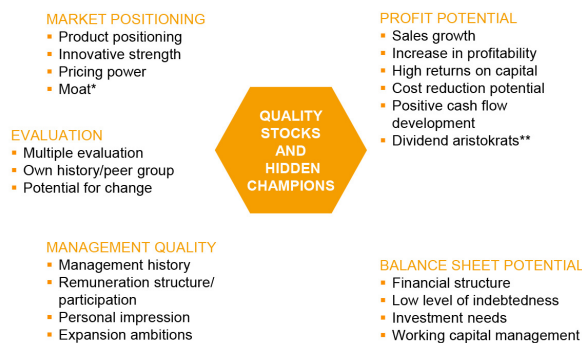 MARKET POSITIONING
▪ Product positioning
▪ Innovative strength
▪ Pricing power
▪ Moat*
PROFIT POTENTIAL
▪ Sales growth
▪ Increase in profitability
▪ High returns on capital
▪ Cost reduction potential
▪ Positive cash flow
development
▪ Dividend aristokrats**
QUALITY
STOCKS
AND
HIDDEN
CHAMPIONS
EVALUATION
▪ Multiple evaluation
▪ Own history/peer group
▪ Potential for change
MANAGEMENT QUALITY
▪ Management history
▪ Remuneration structure/
participation
▪ Personal impression
▪ Expansion ambitions
BALANCE SHEET POTENTIAL
▪ Financial structure
▪ Low level of indebtedness
▪ Investment needs
▪ Working capital management